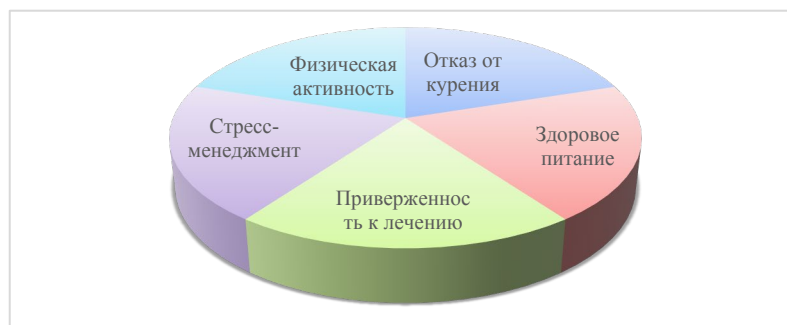 Физическая
активность
Отказ от
курения
Стресс-
менеджмент
Здоровое
питание
Приверженнос
ть к лечению